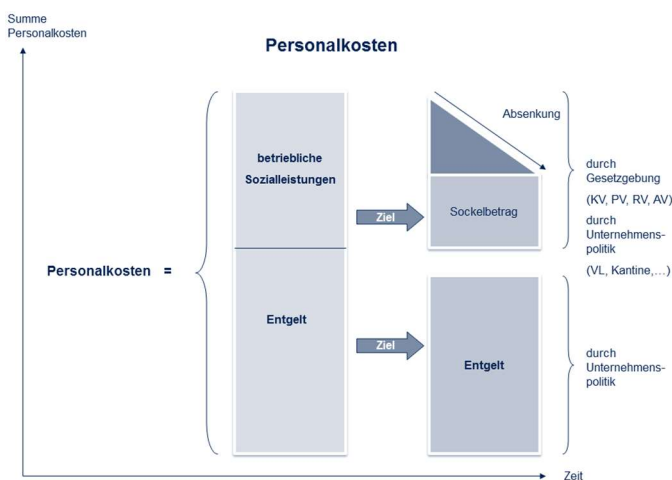 Summe
Personalkosten
Personalkosten
Absenkung
betriebliche
Sozialleistungen
durch
Gesetzgebung
(KV, PV, RV, AV)
Ziel
Sockelbetrag
durch
Unternehmens-
politik
(VL, Kantine,...)
Personalkosten =
Entgelt
Ziel
Entgelt
durch
Unternehmens-
politik
Zeit